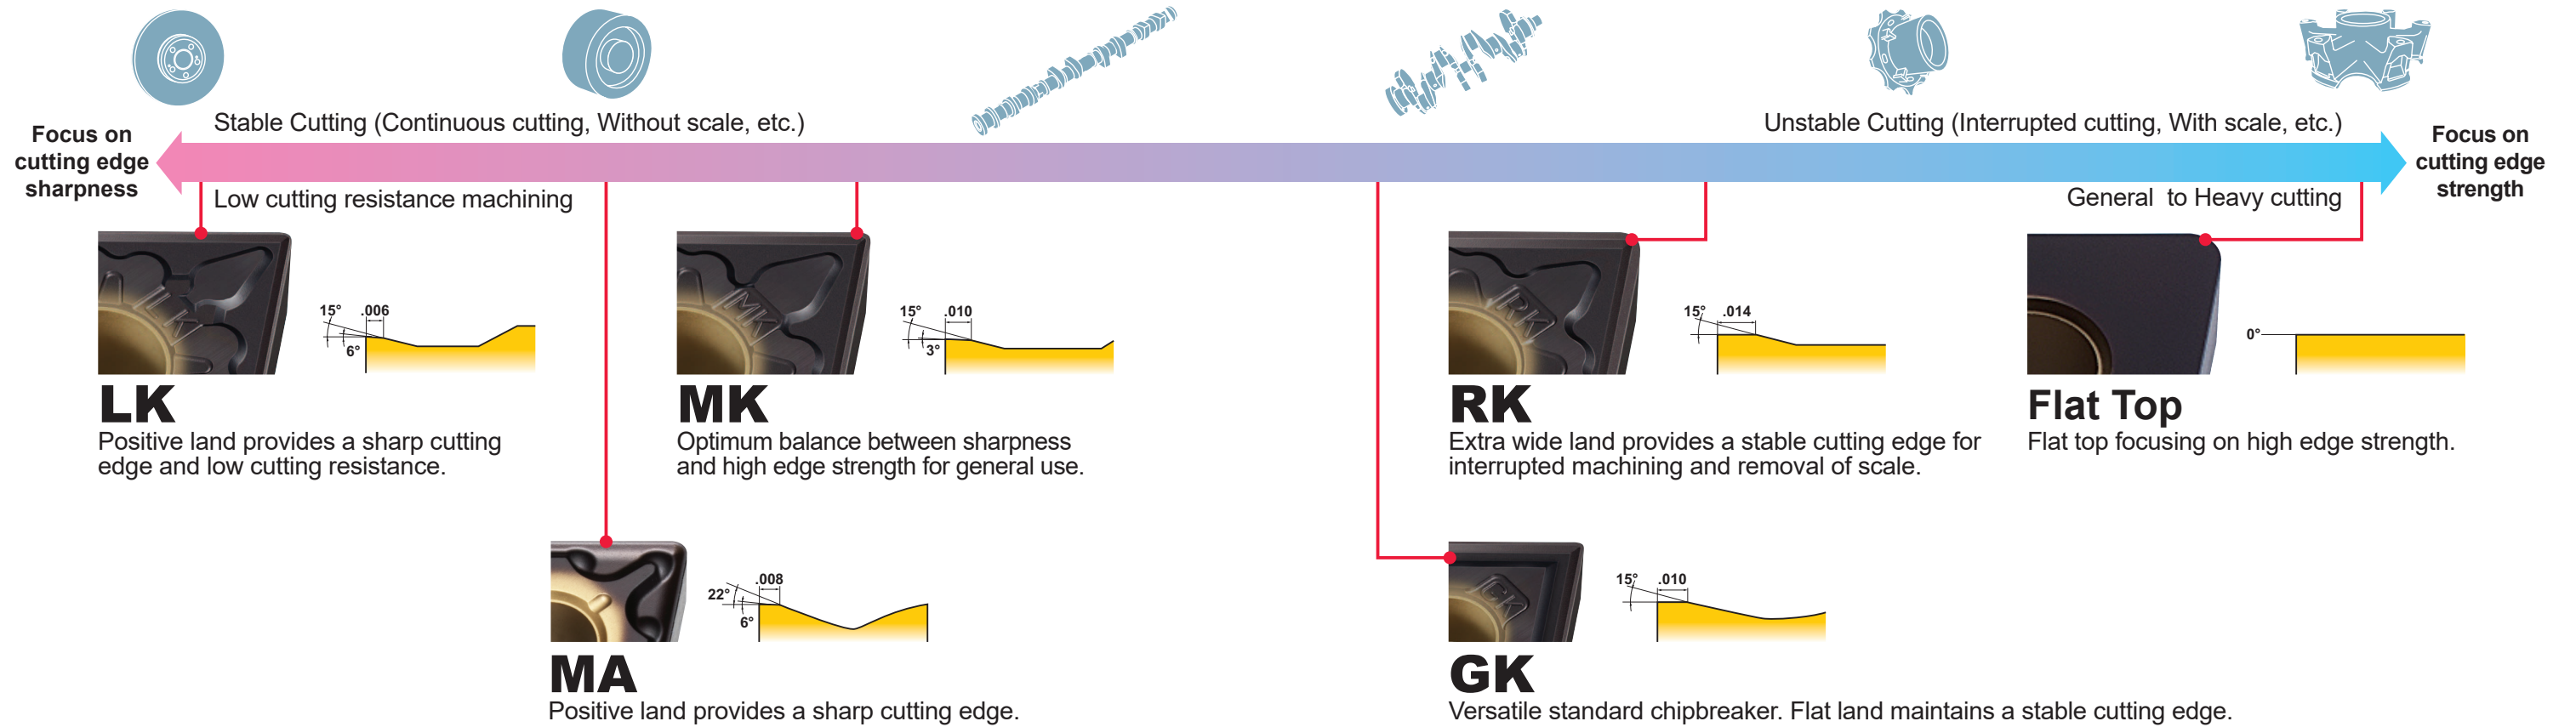 Stable Cutting (Continuous cutting, Without scale, etc.)
Unstable Cutting (Interrupted cutting, With scale, etc.)
Focus on
cutting edge
sharpness
Focus on
cutting edge
strength
Low cutting resistance machining
General to Heavy cutting
LK
15° .006
6°
LK
Positive land provides a sharp cutting
edge and low cutting resistance.
MK
15° .010
3°
MK
Optimum balance between sharpness
and high edge strength for general use.
RK
15° .014
RK
Extra wide land provides a stable cutting edge for
interrupted machining and removal of scale.
0°
Flat Top
Flat top focusing on high edge strength.
22° .008
6°
MA
Positive land provides a sharp cutting edge.
GK
15° .010
GK
Versatile standard chipbreaker. Flat land maintains a stable cutting edge.